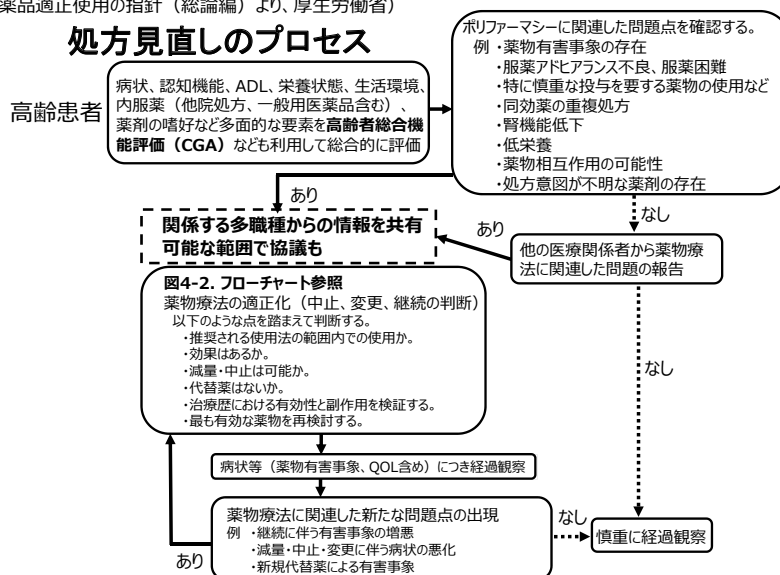 薬品適正使用の指針（総論編）より、厚生労働省）
処方見直しのプロセス
高齢患者
病状、認知機能、ADL、栄養状態、生活環境、
内服薬（他院処方、一般用医薬品含む）、
薬剤の嗜好など多面的な要素を高齢者総合機
能評価（CGA）なども利用して総合的に評価
ポリファーマシーに関連した問題点を確認する。
例 ・薬物有害事象の存在
・服薬アドヒアランス不良、服薬困難
・特に慎重な投与を要する薬物の使用など
・同効薬の重複処方
・腎機能低下
・低栄養
・薬物相互作用の可能性
・処方意図が不明な薬剤の存在
あり
なし
関係する多職種からの情報を共有
可能な範囲で協議も
あり
他の医療関係者から薬物療
法に関連した問題の報告
図4-2. フローチャート参照
薬物療法の適正化（中止、変更、継続の判断）
以下のような点を踏まえて判断する。
・推奨される使用法の範囲内での使用か。
・効果はあるか。
・減量・中止は可能か。
・代替薬はないか。
・治療歴における有効性と副作用を検証する。
・最も有効な薬物を再検討する。
なし
病状等（薬物有害事象、QOL含め）につき経過観察
薬物療法に関連した新たな問題点の出現
例 ・継続に伴う有害事象の増悪
・減量・中止・変更に伴う病状の悪化
・新規代替薬による有害事象
あり
なし
慎重に経過観察